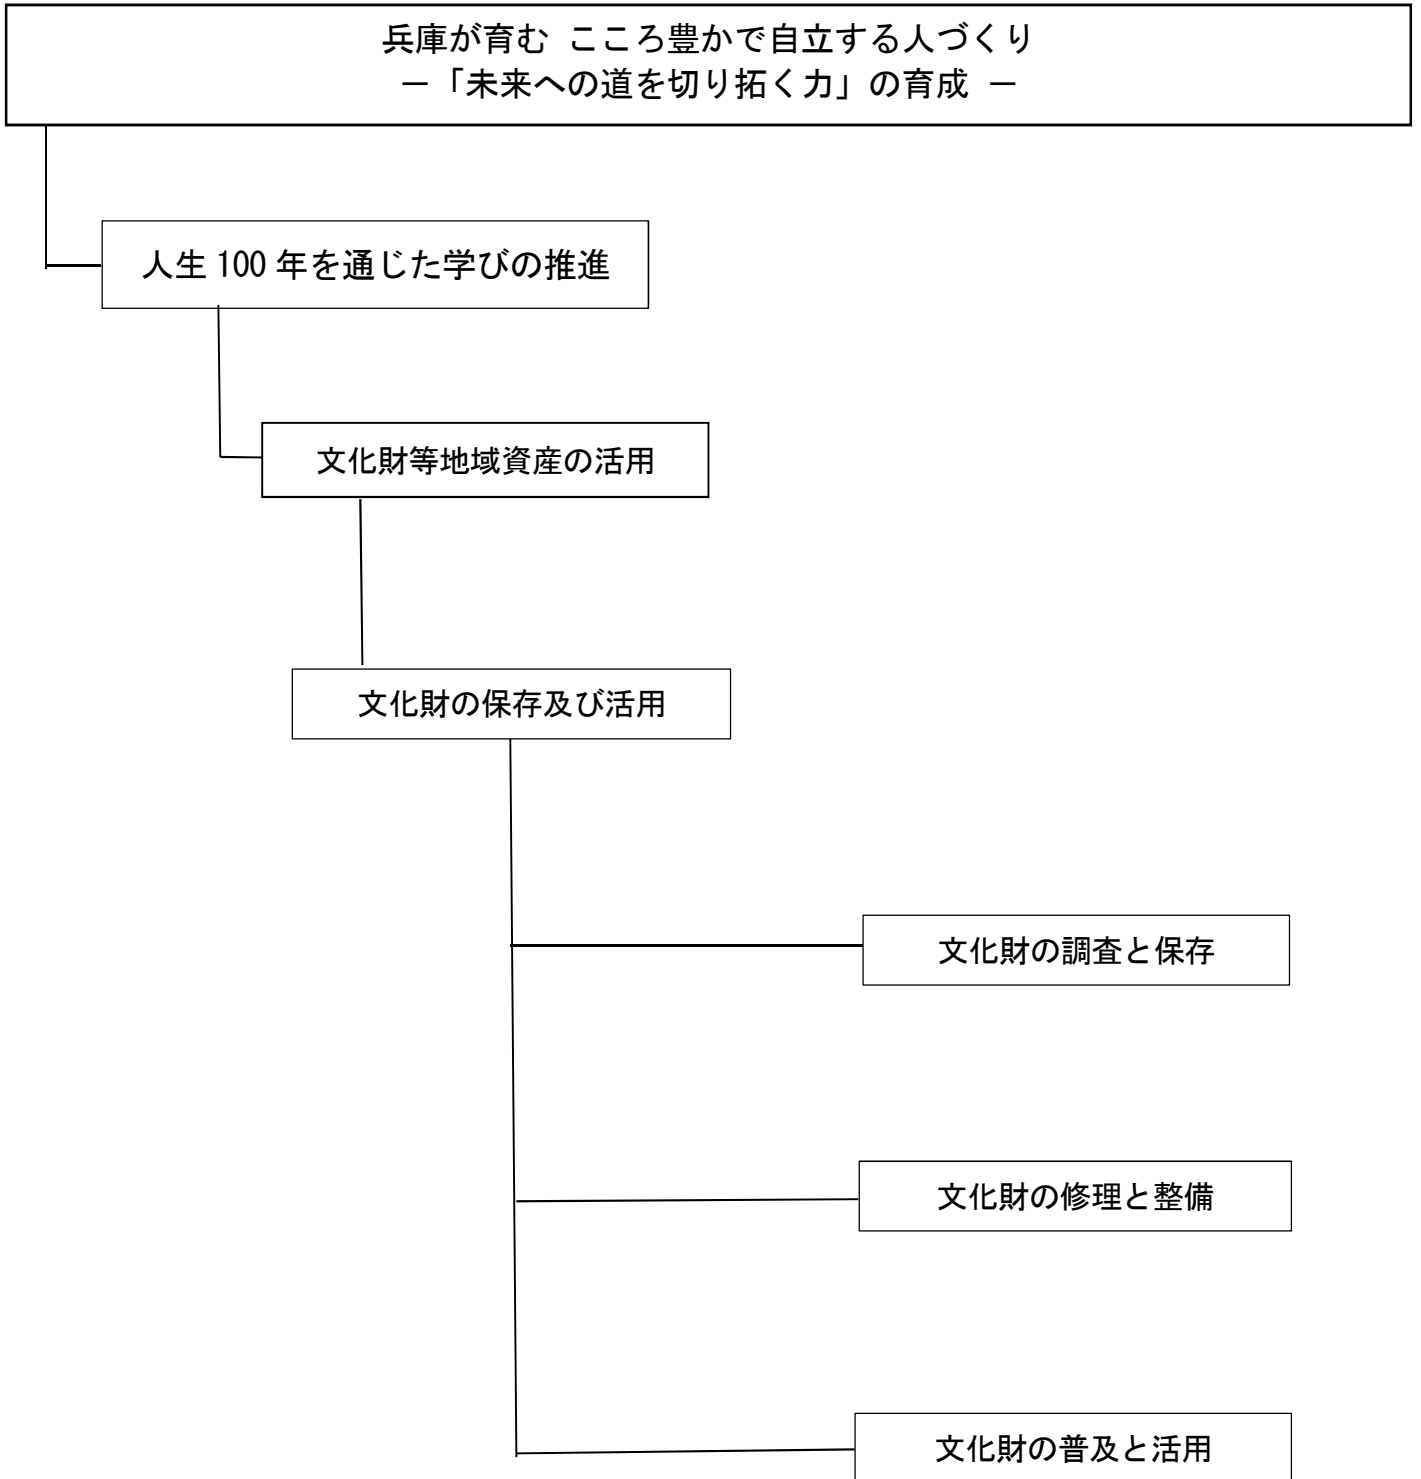 兵庫が育む こころ豊かで自立する人づくり
－「未来への道を切り拓く力」の育成 －
人生 100 年を通じた学びの推進
文化財等地域資産の活用
文化財の保存及び活用
文化財の調査と保存
文化財の修理と整備
文化財の普及と活用